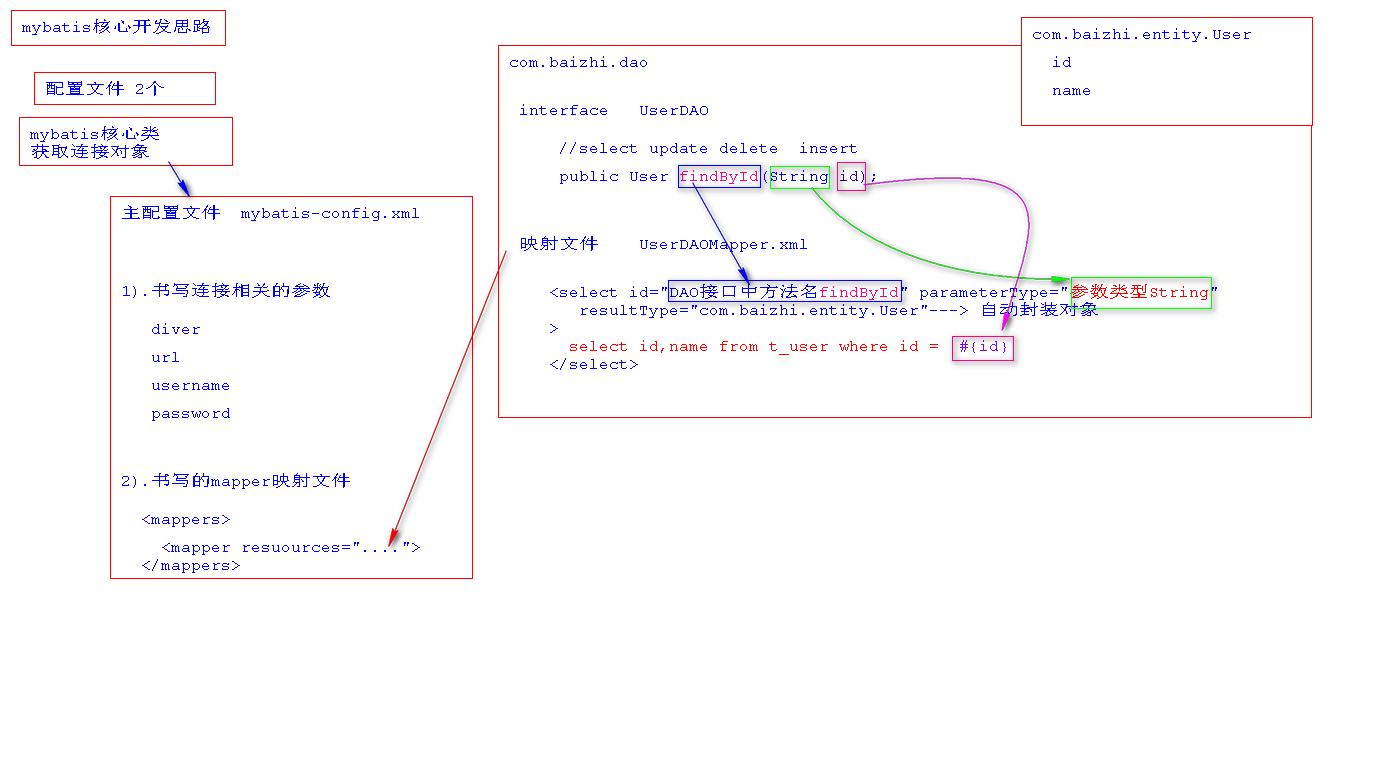 mybatis核心开发思路
配置文件 2个
mybatis核心类
获取连接对象
主配置文件 mybatis-config.xml
1).书写连接相关的参数
diver
url
username
password
2).书写的mapper映射文件
<mappers>
<mapper resuources="....">
</mappers>
com.baizhi.dao
interface UserDAO
//select update delete insert
public User findById(String id);
映射文件 UserDAOMapper.xml
<select id="DAO接口中方法名findById" parameterType="参数类型String"
resultType="com.baizhi.entity.User"---> 自动封装对象
>
select id,name from t_user where id = #{id}
</select>
com.baizhi.entity.User
id
name